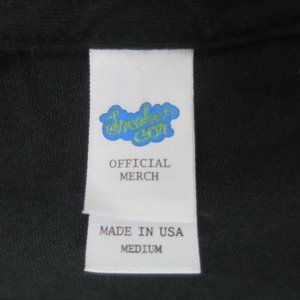 Sneaker
Con
OFFICIAL
MERCH
MADE IN USA
MEDIUM